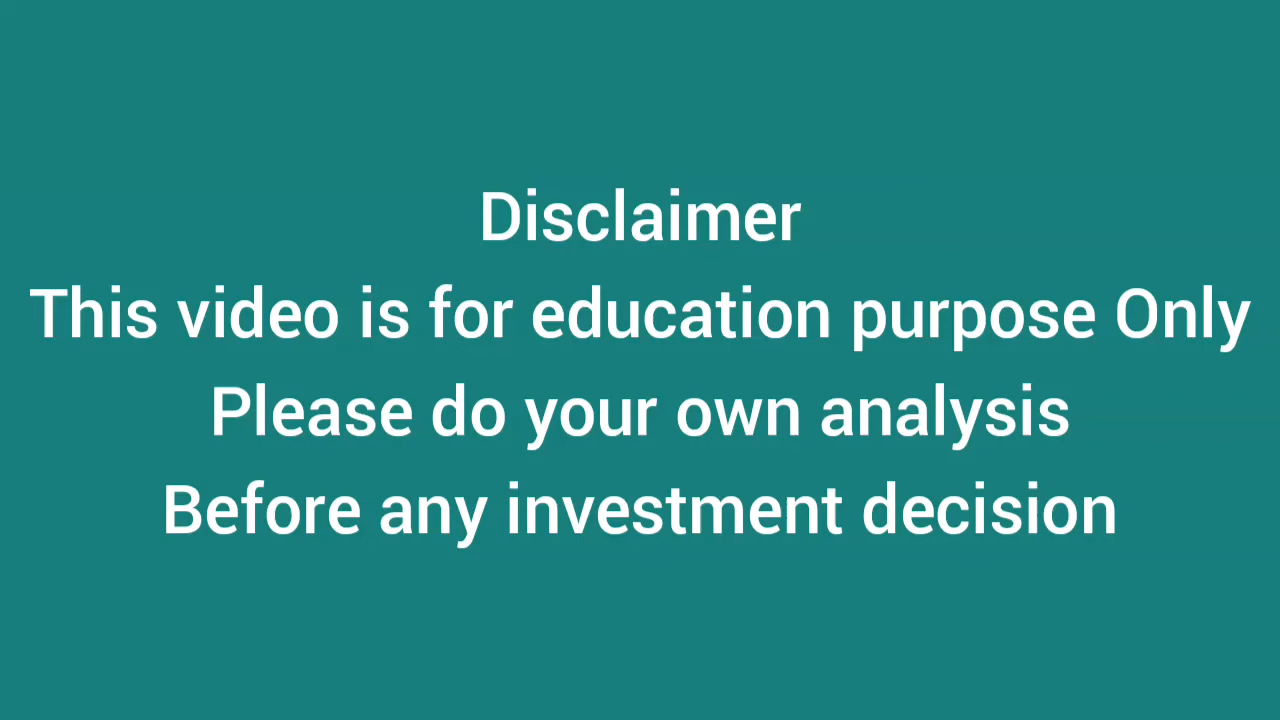 Disclaimer
This video is for education purpose Only
Please do your own analysis
Before any investment decision